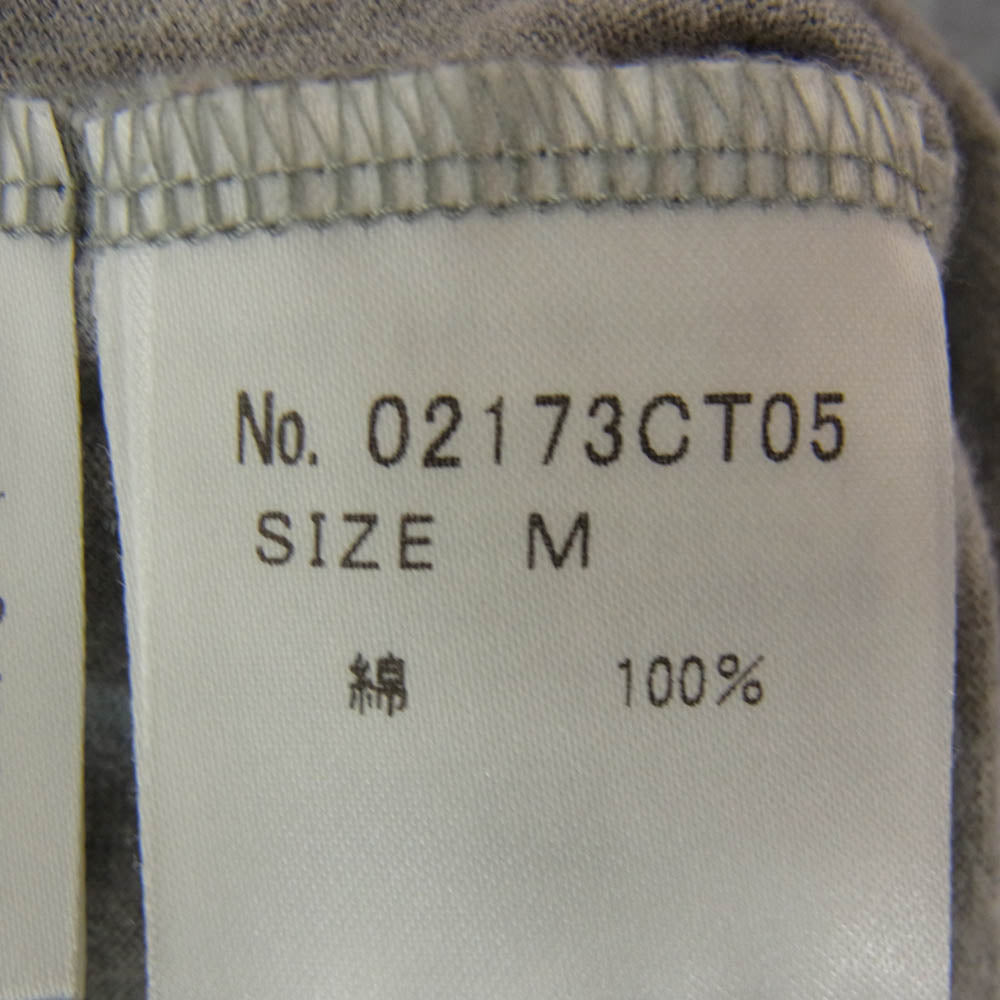 No. 02173CT05
SIZE M
綿 100%